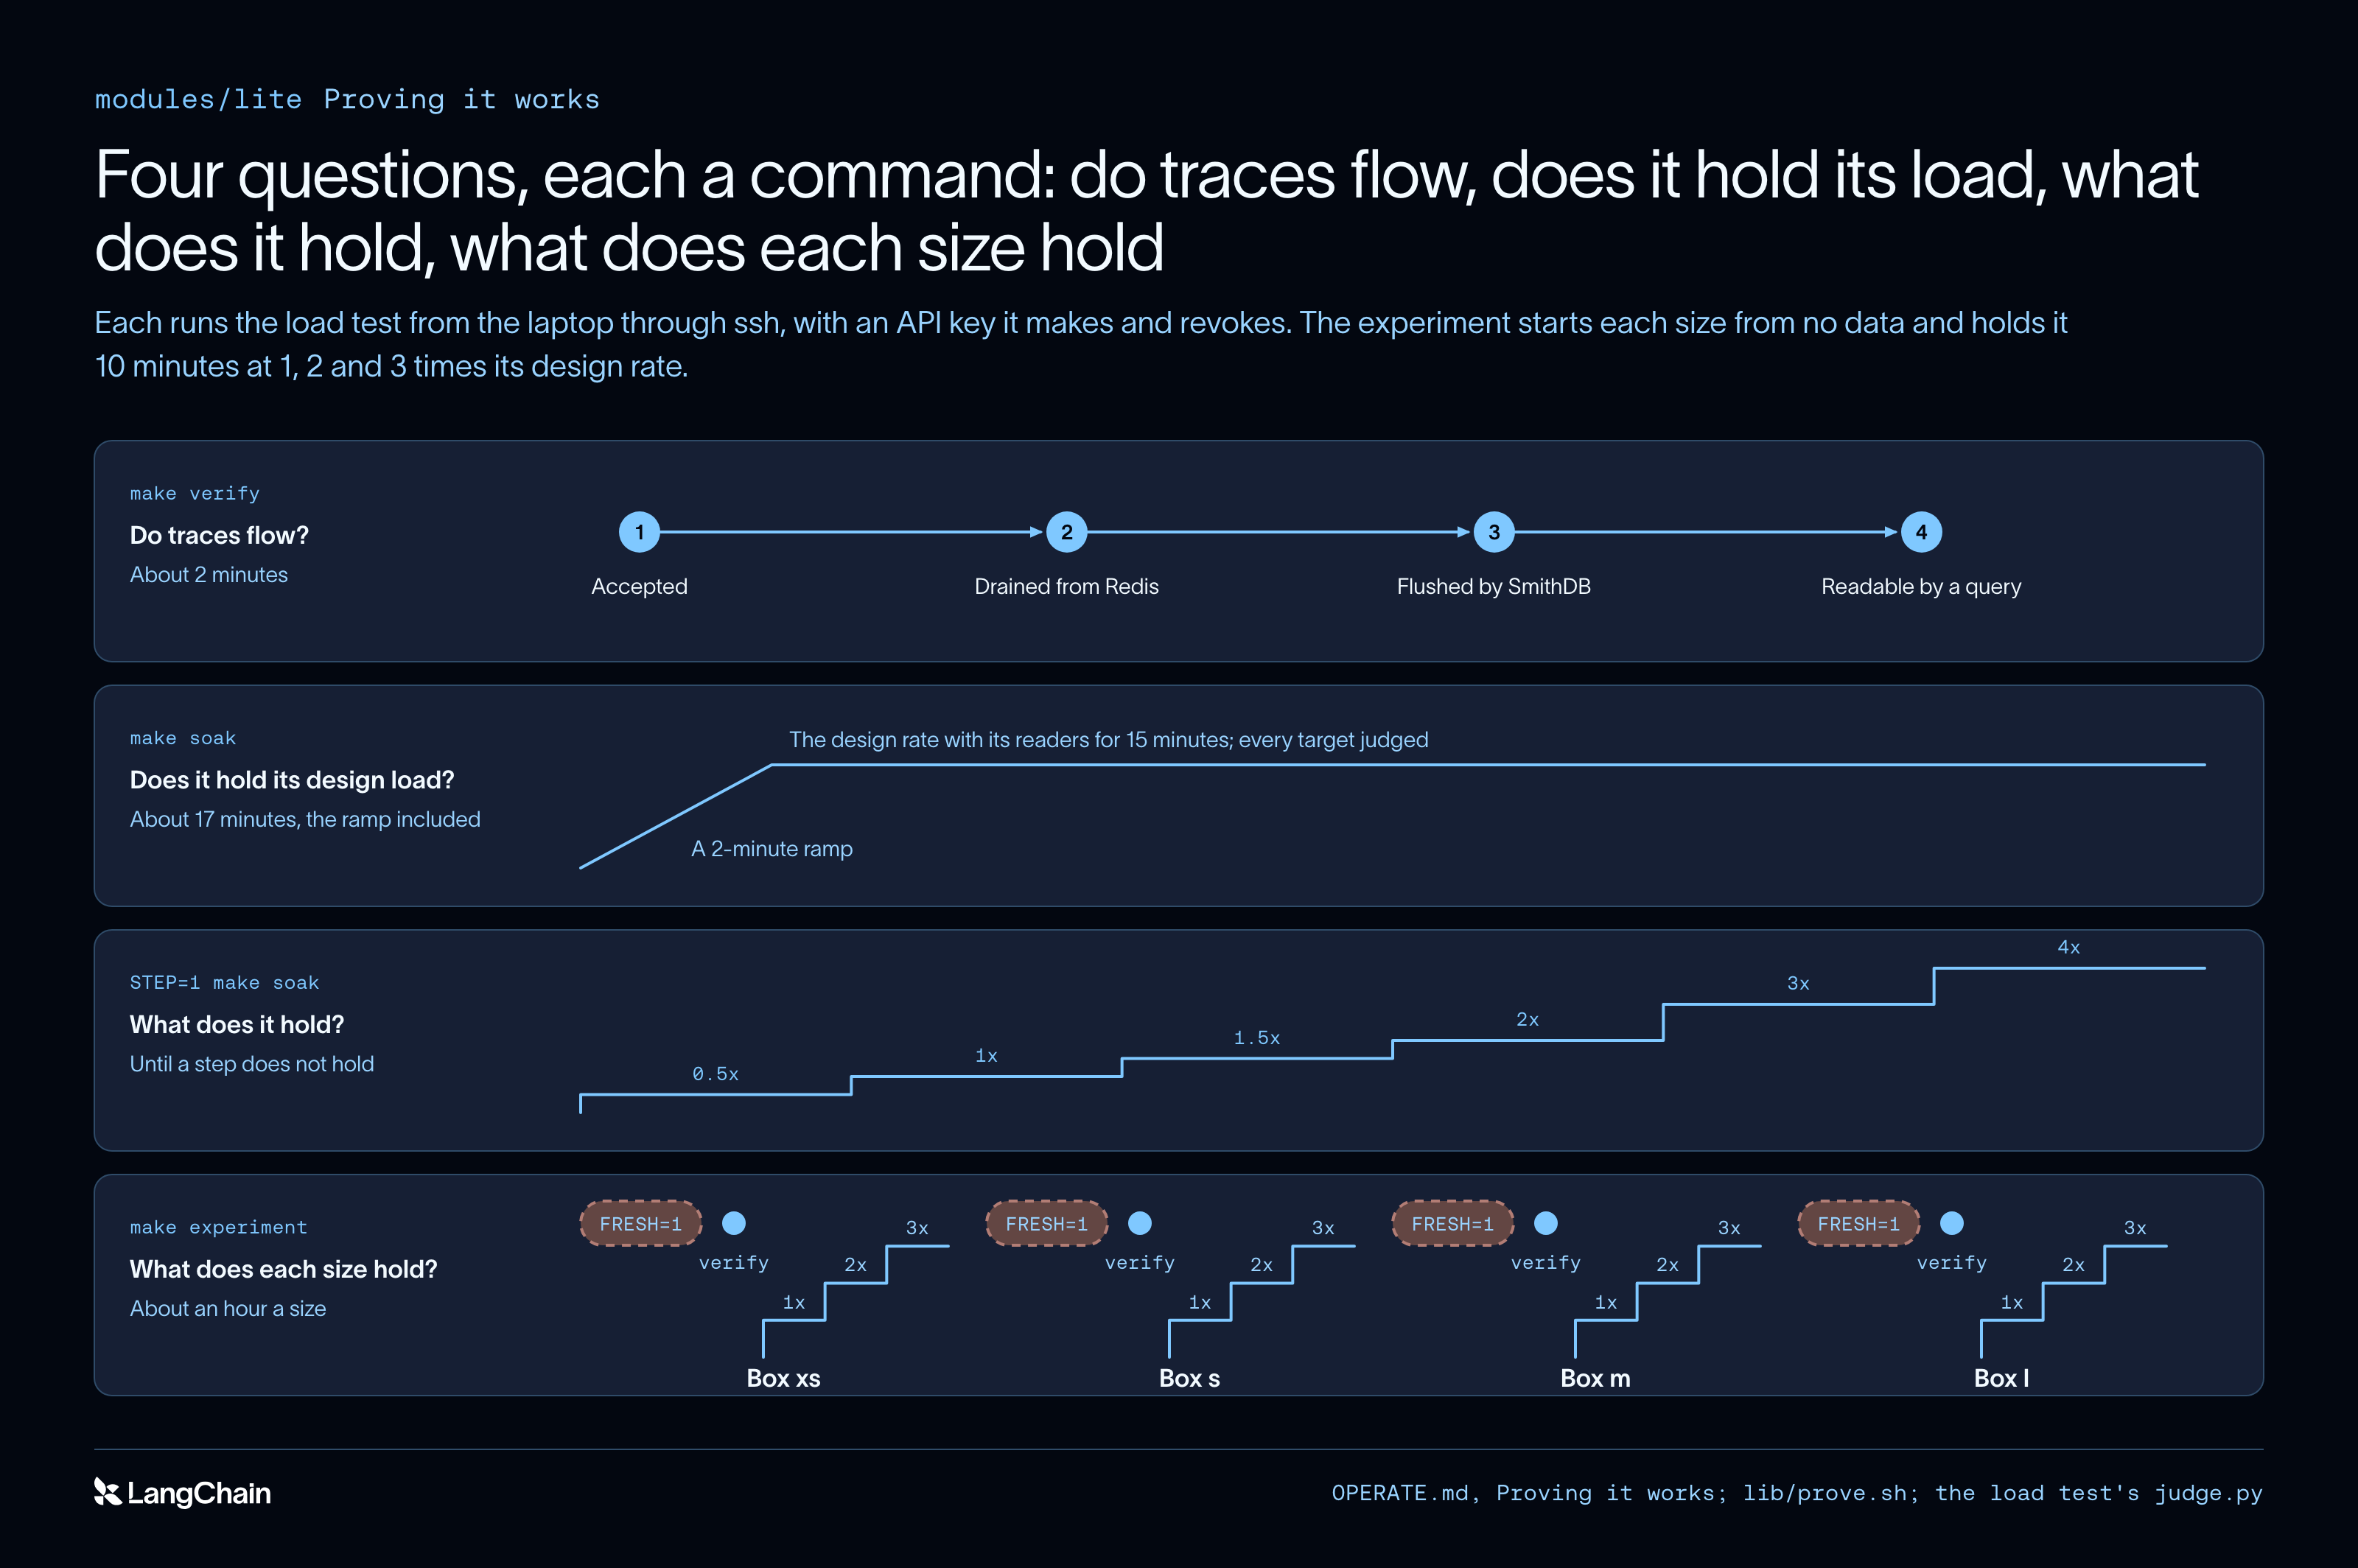 modules/lite Proving it works
Four questions, each a command: do traces flow, does it hold its load, what
does it hold, what does each size hold
Each runs the load test from the laptop through ssh, with an API key it makes and revokes. The experiment starts each size from no data and holds it
10 minutes at 1, 2 and 3 times its design rate.
make verify
Do traces flow?
About 2 minutes
1
2
3
4
Accepted
Drained from Redis
Flushed by SmithDB
Readable by a query
make soak
Does it hold its design load?
About 17 minutes, the ramp included
The design rate with its readers for 15 minutes; every target judged
A 2-minute ramp
STEP=1 make soak
What does it hold?
Until a step does not hold
0.5x
1x
1.5x
2x
3x
4x
make experiment
What does each size hold?
About an hour a size
FRESH=1
verify
1x
2x
3x
Box xs
FRESH=1
verify
1x
2x
3x
Box s
FRESH=1
verify
1x
2x
3x
Box m
FRESH=1
verify
1x
2x
3x
Box l
LangChain
OPERATE.md, Proving it works; lib/prove.sh; the load test's judge.py